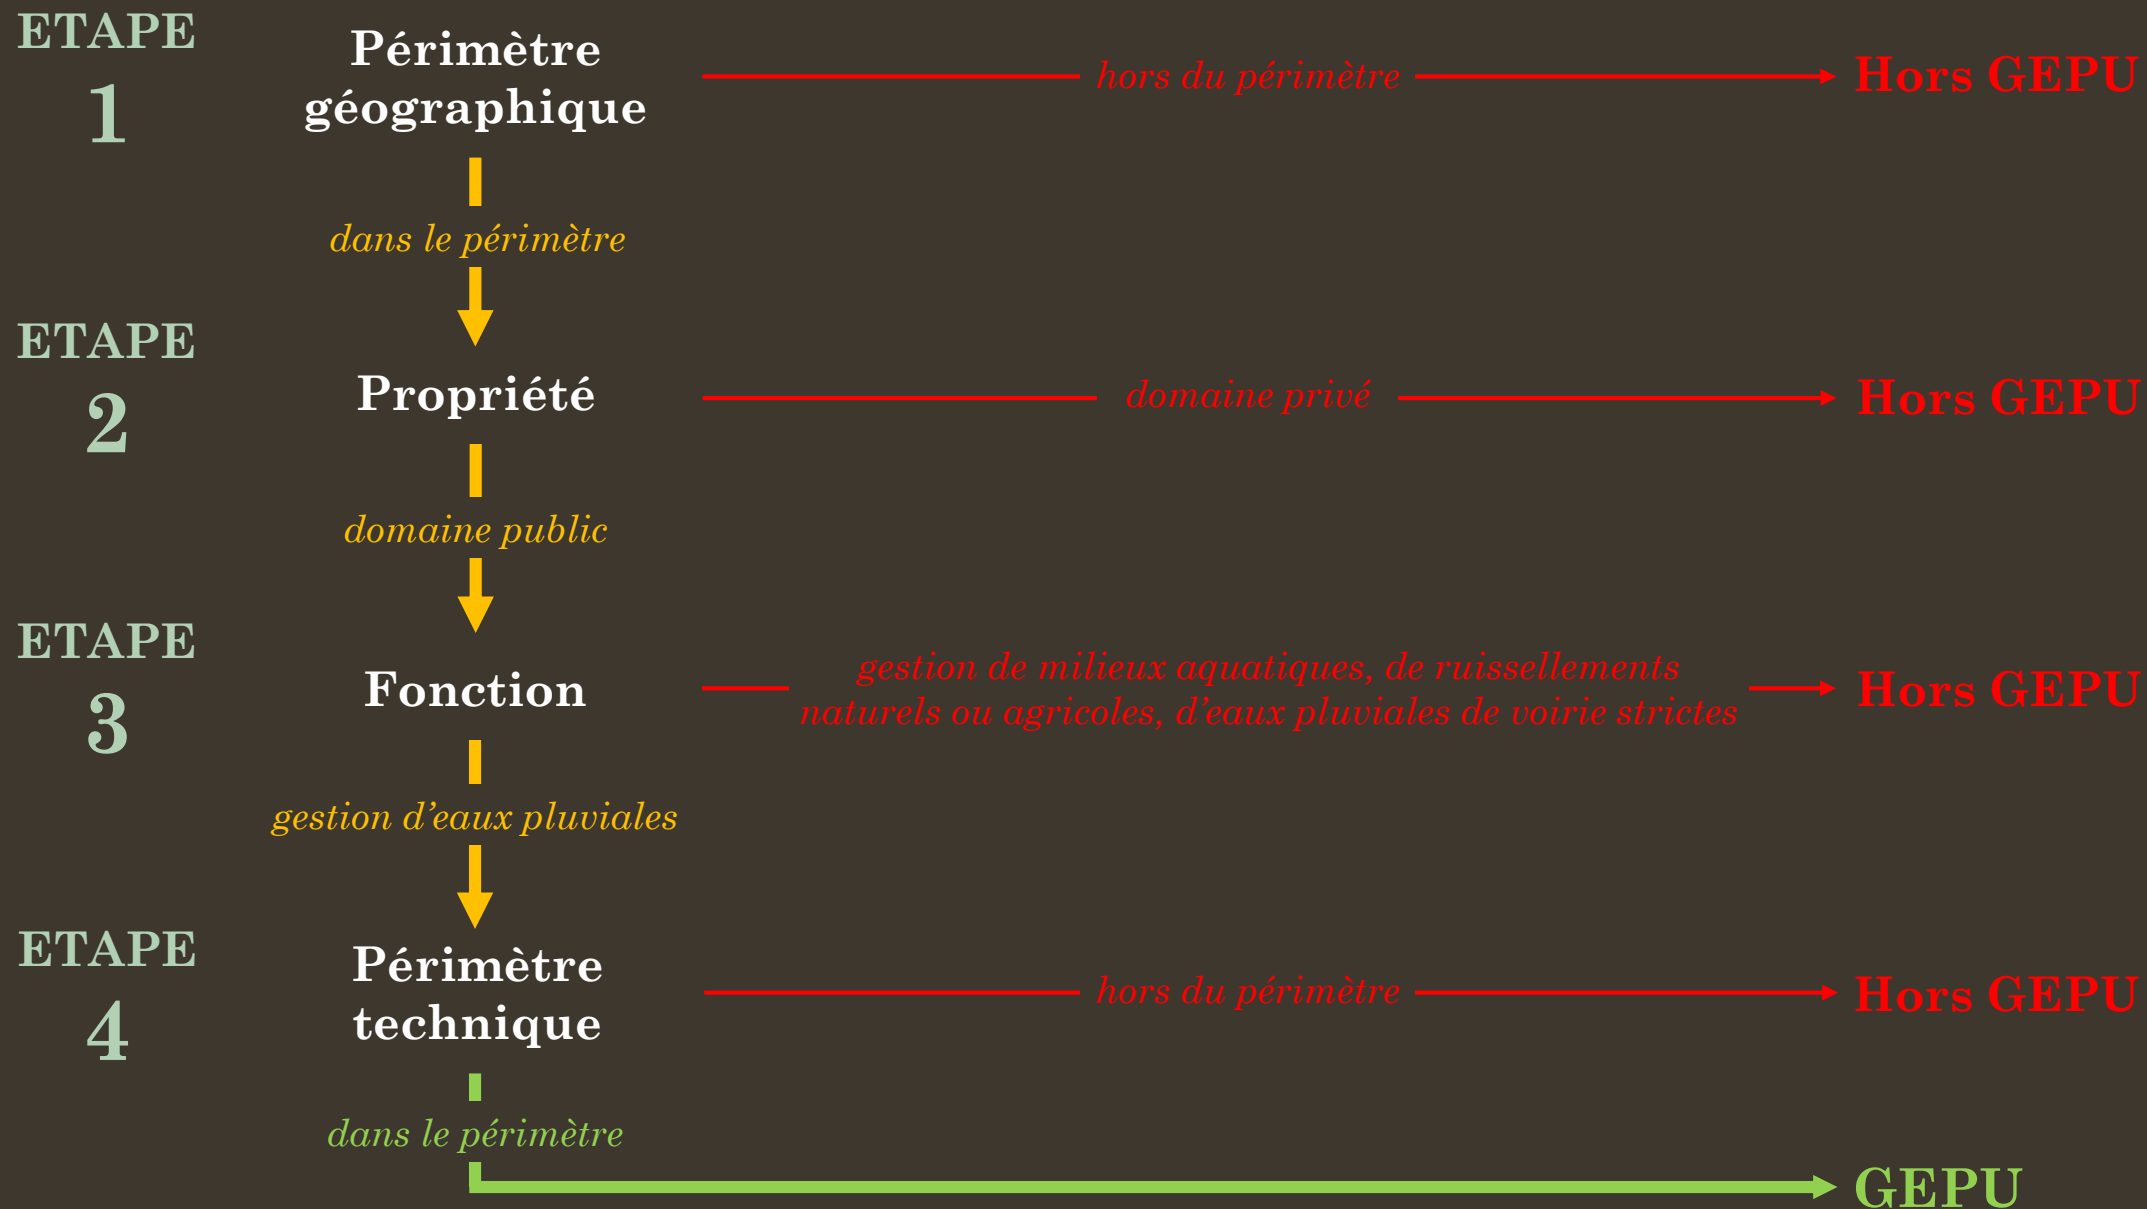 ETAPE
1
Périmètre
géographique
hors du périmètre
Hors GEPU
dans le périmètre
ETAPE
2
Propriété
domaine privé
Hors GEPU
domaine public
ETAPE
3
Fonction
gestion de milieux aquatiques, de ruissellements
naturels ou agricoles, d’eaux pluviales de voirie strictes
Hors GEPU
gestion d’eaux pluviales
ETAPE
4
Périmètre
technique
hors du périmètre
Hors GEPU
dans le périmètre
GEPU